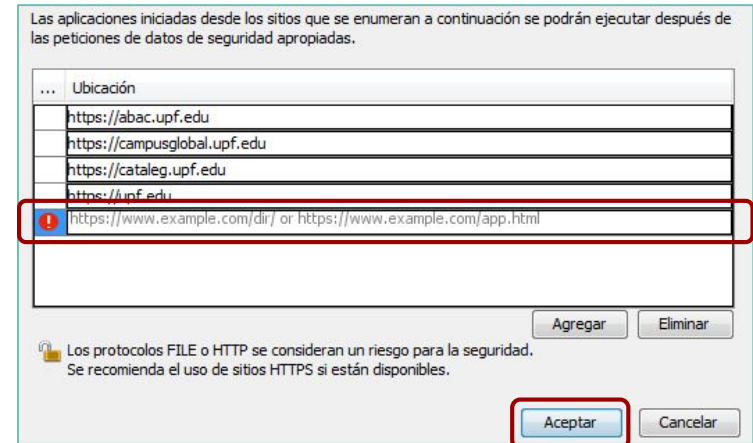 Las aplicaciones iniciadas desde los sitios que se enumeran a continuación se podrán ejecutar después de
las peticiones de datos de seguridad apropiadas.
... Ubicación
https://abac.upf.edu
https://campusglobal.upf.edu
https://cataleg.upf.edu
https://upf.edu
https://www.example.com/dir/ or https://www.example.com/app.html
Agregar Eliminar
Los protocolos FILE o HTTP se consideran un riesgo para la seguridad.
Se recomienda el uso de sitios HTTPS si están disponibles.
Aceptar Cancelar